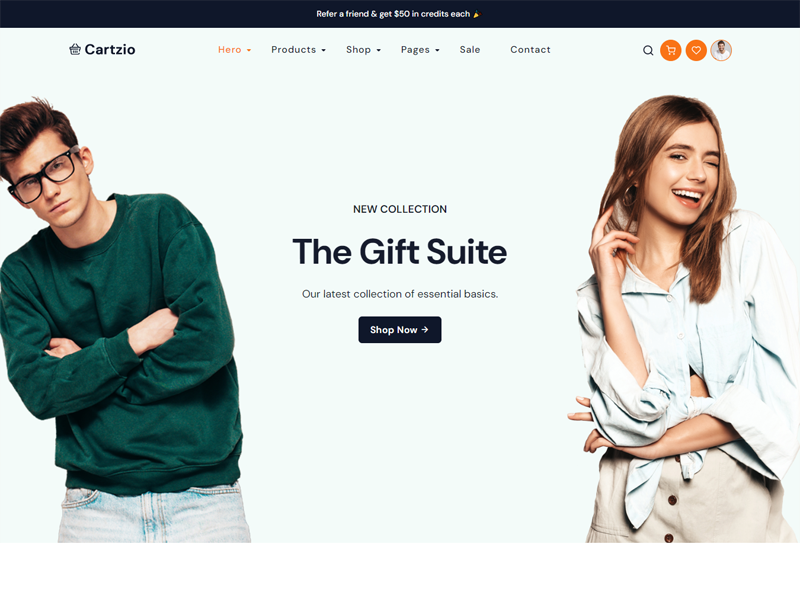 Refer a friend & get $50 in credits each 🎉
Cartzio
Hero Products Shop Pages Sale Contact
NEW COLLECTION
The Gift Suite
Our latest collection of essential basics.
Shop Now →